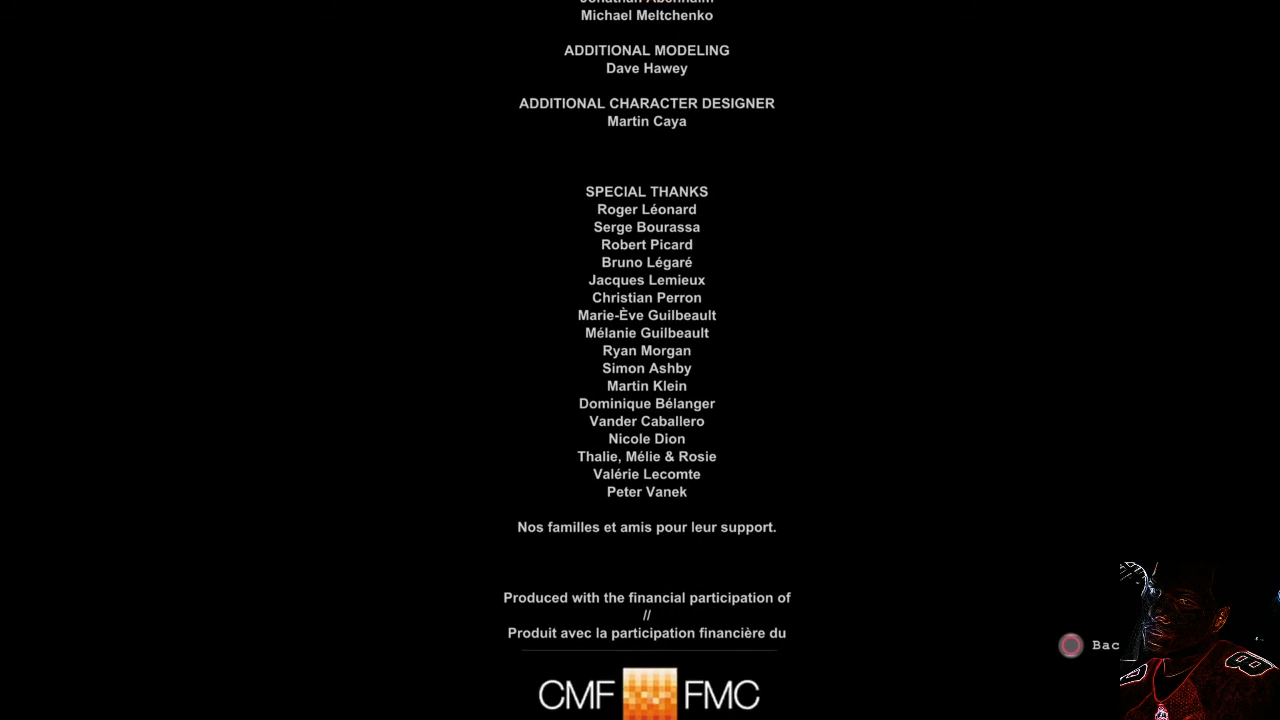 Michael Meltchenko
ADDITIONAL MODELING
Dave Hawey
ADDITIONAL CHARACTER DESIGNER
Martin Caya
SPECIAL THANKS
Roger Léonard
Serge Bourassa
Robert Picard
Bruno Légaré
Jacques Lemieux
Christian Perron
Marie-Ève Guilbeault
Mélanie Guilbeault
Ryan Morgan
Simon Ashby
Martin Klein
Dominique Bélanger
Vander Caballero
Nicole Dion
Thalie, Mélie & Rosie
Valérie Lecomte
Peter Vanek
Nos familles et amis pour leur support.
Produced with the financial participation of
//
Produit avec la participation financière du
Bac
CMF FMC
8